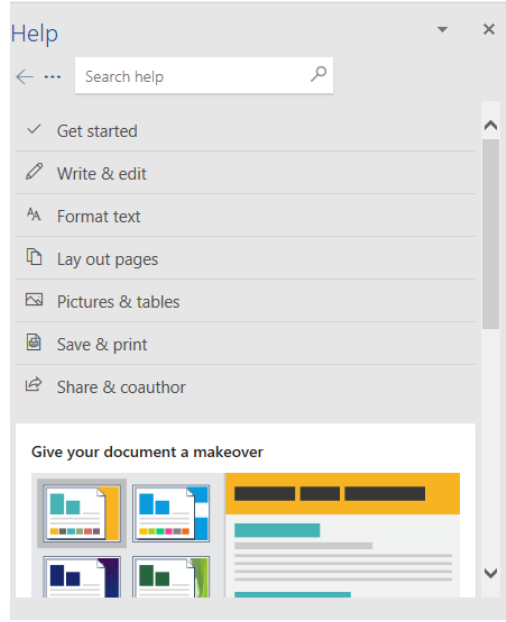 Help
Search help
Get started
Write & edit
Format text
Lay out pages
Pictures & tables
Save & print
Share & coauthor
Give your document a makeover